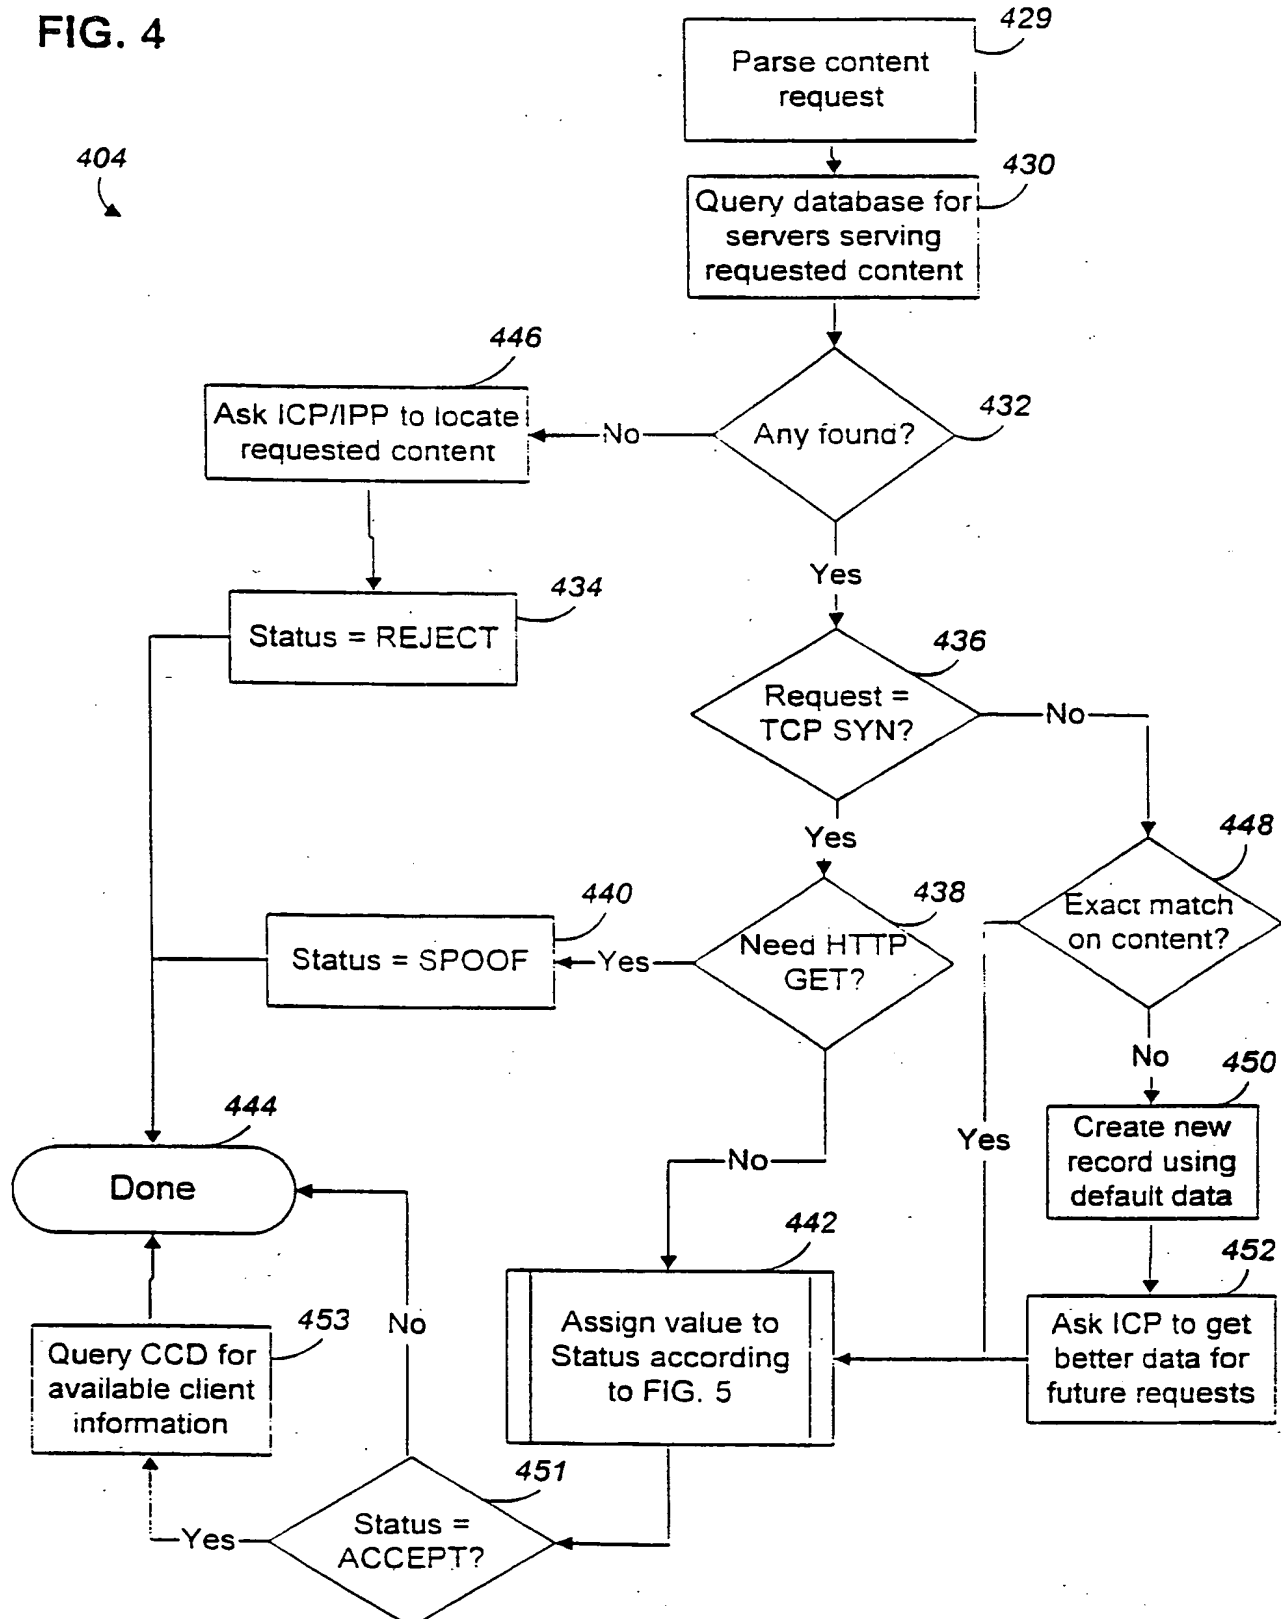 FIG. 4
429
Parse content
request
404
430
Query database for
servers serving
requested content
446
Ask ICP/IPP to locate
requested content
No
Any found?
432
Yes
434
Status = REJECT
436
Request =
TCP SYN?
No
Yes
448
Exact match
on content?
440
Status = SPOOF
Yes
438
Need HTTP
GET?
No
450
Create new
record using
default data
Yes
444
Done
No
442
Assign value to
Status according
to FIG. 5
452
Ask ICP to get
better data for
future requests
453
Query CCD for
available client
information
No
451
Status =
ACCEPT?
Yes